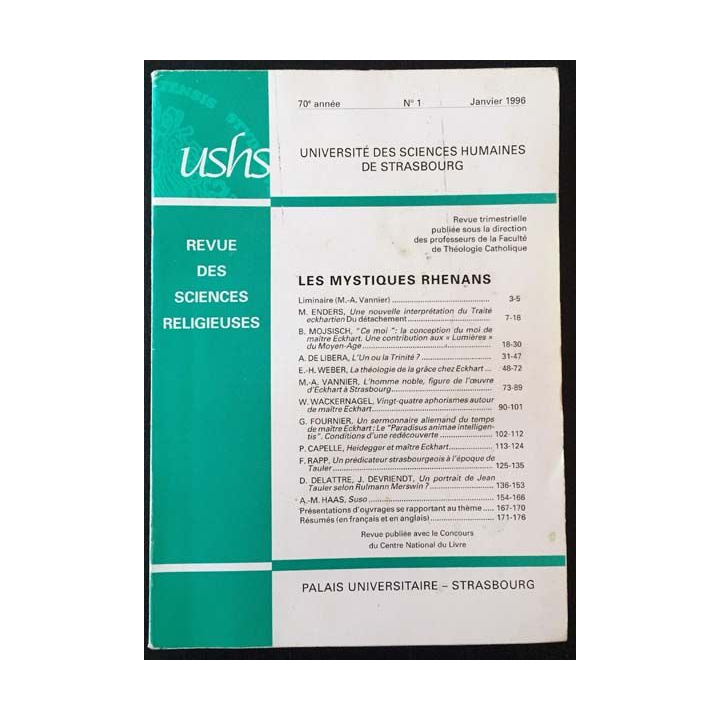 70e année N° 1 Janvier 1996
ushs
UNIVERSITÉ DES SCIENCES HUMAINES
DE STRASBOURG
REVUE
DES
SCIENCES
RELIGIEUSES
Revue trimestrielle
publiée sous la direction
des professeurs de la Faculté
de Théologie Catholique
LES MYSTIQUES RHENANS
Liminaire (M.-A. Vannier) 3-5
M. ENDERS, Une nouvelle interprétation du Traité
eckhartien Du détachement 7-18
B. MOJSISCH, "Ce moi" : la conception du moi de
maître Eckhart. Une contribution aux « Lumières »
du Moyen-Age 18-30
A. DE LIBERA, L'Un ou la Trinité ? 31-47
E.-H. WEBER, La théologie de la grâce chez Eckhart ... 48-72
M.-A. VANNIER, L'homme noble, figure de l'œuvre
d'Eckhart à Strasbourg 73-89
W. WACKERNAGEL, Vingt-quatre aphorismes autour
de maître Eckhart 90-101
G. FOURNIER, Un sermonnaire allemand du temps
de maître Eckhart : Le "Paradisus animae intelligen-
tis". Conditions d'une redécouverte 102-112
P. CAPELLE, Heidegger et maître Eckhart 113-124
F. RAPP, Un prédicateur strasbourgeois à l'époque de
Tauler 125-135
D. DELATTRE, J. DEVRIENDT, Un portrait de Jean
Tauler selon Rulmann Merswin ? 136-153
A.-M. HAAS, Suso 154-166
Présentations d'ouvrages se rapportant au thème ..... 167-170
Résumés (en français et en anglais) 171-176
Revue publiée avec le Concours
du Centre National du Livre
PALAIS UNIVERSITAIRE – STRASBOURG